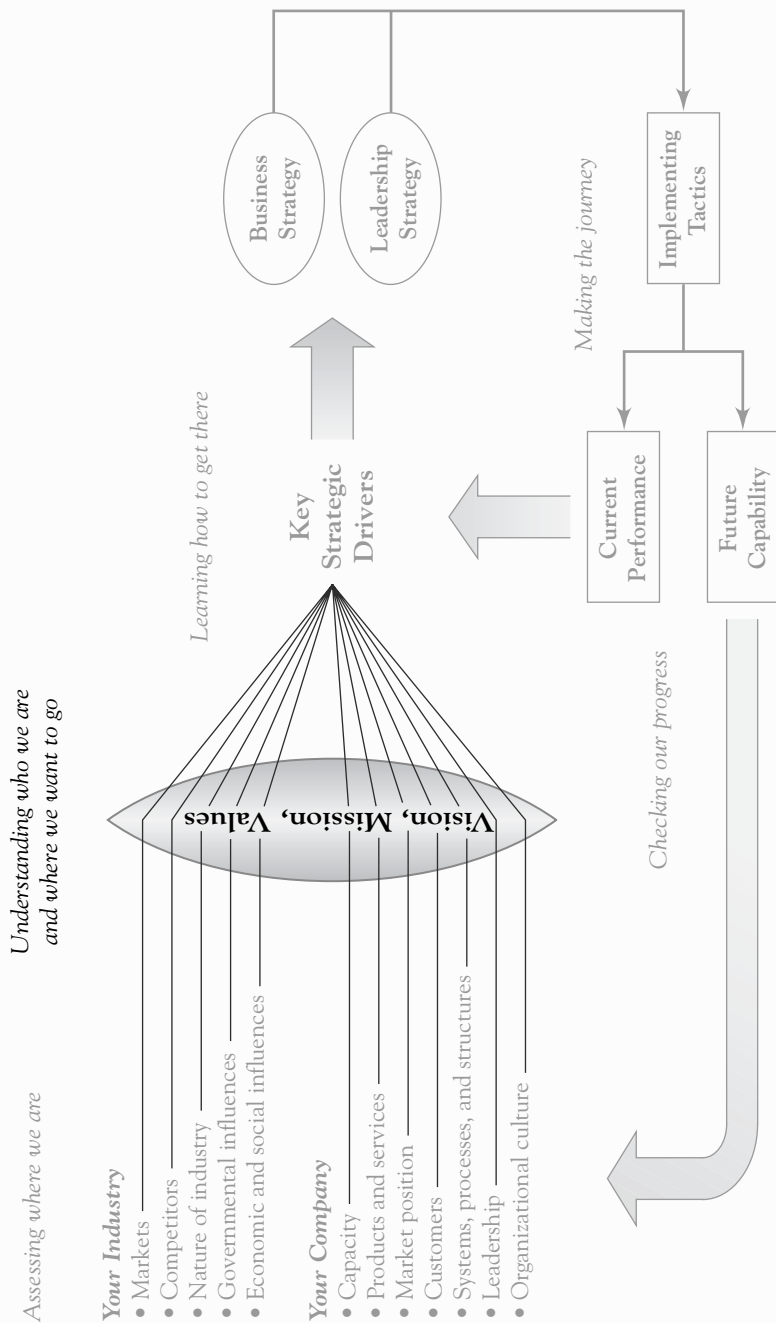 Assessing where we are
Understanding who we are
and where we want to go
Your Industry
• Markets
• Competitors
• Nature of industry
• Governmental influences
• Economic and social influences
Your Company
• Capacity
• Products and services
• Market position
• Customers
• Systems, processes, and structures
• Leadership
• Organizational culture
Vision, Mission, Values
Learning how to get there
Key
Strategic
Drivers
Business
Strategy
Leadership
Strategy
Making the journey
Implementing
Tactics
Current
Performance
Future
Capability
Checking our progress